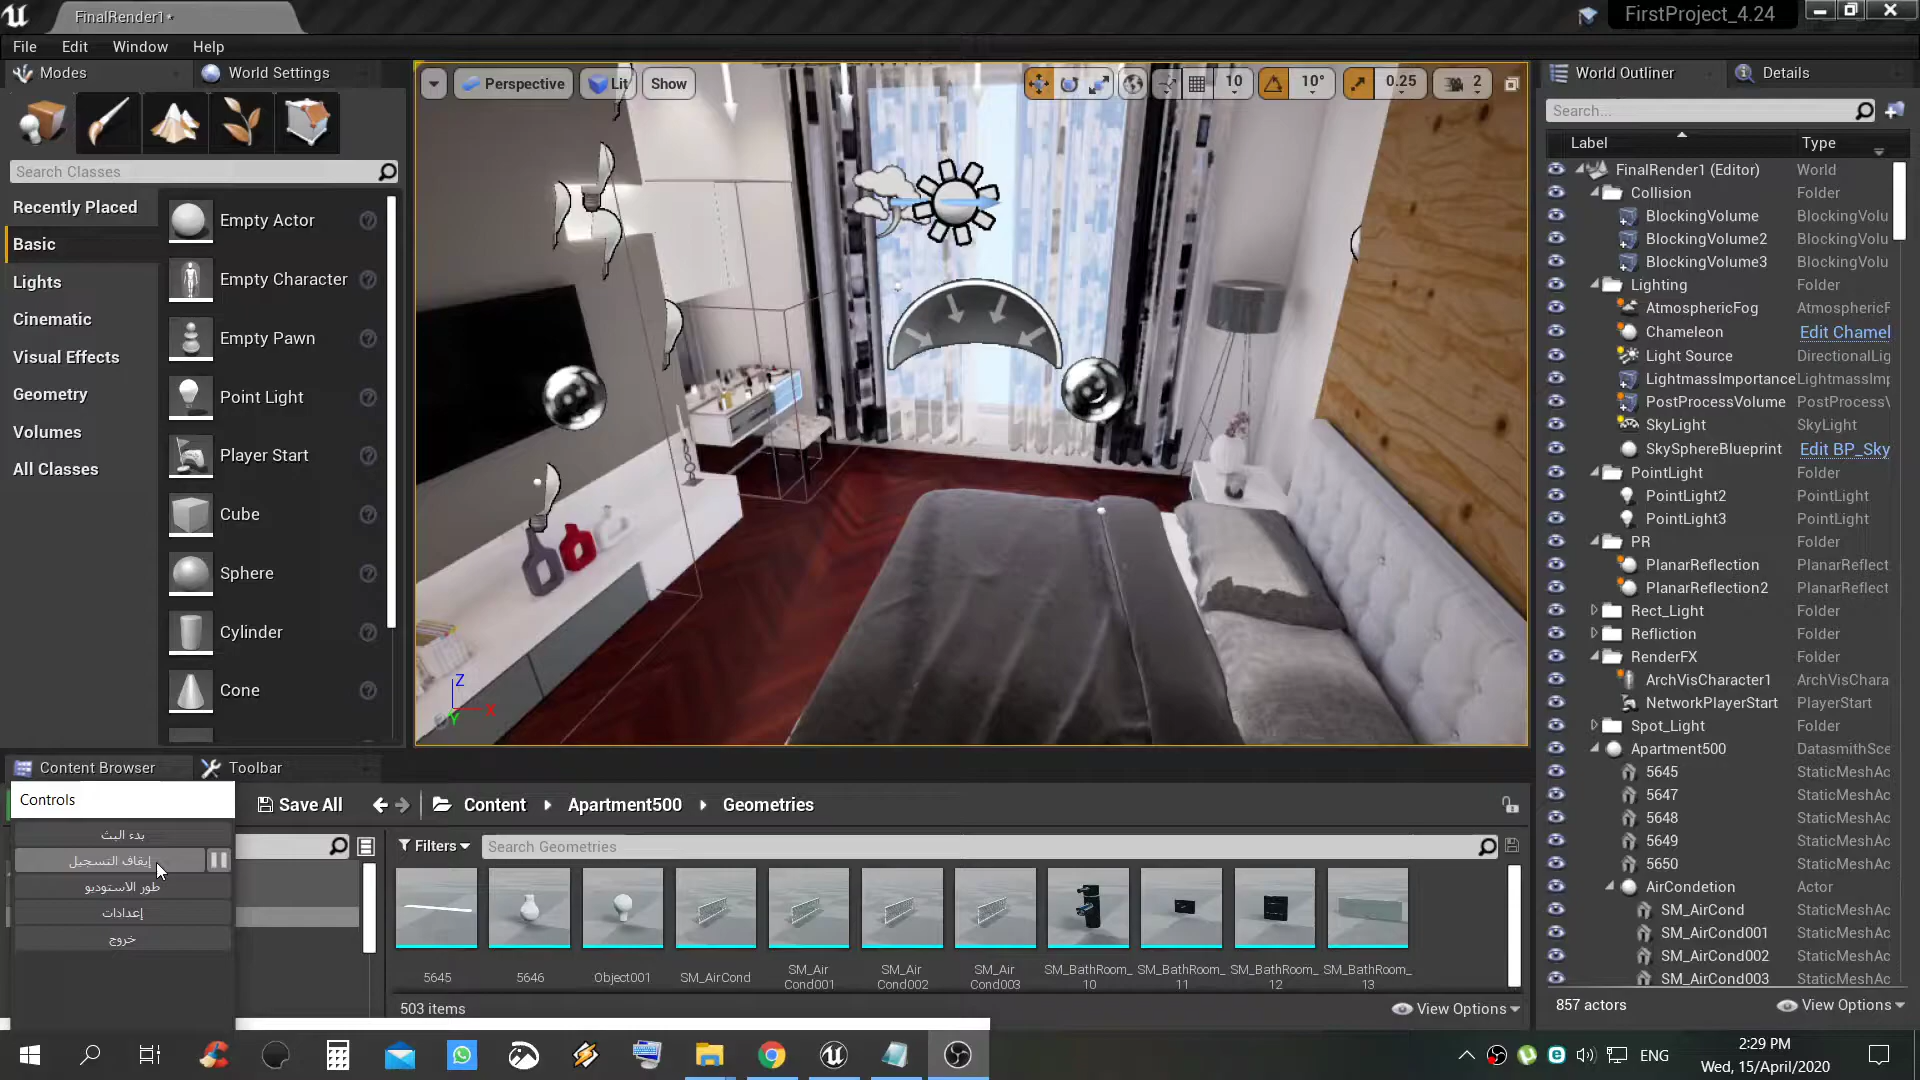 FinalRender1*
FirstProject_4.24
File
Edit
Window
Help
Modes
World Settings
Search Classes
Recently Placed
Basic
Lights
Cinematic
Visual Effects
Geometry
Volumes
All Classes
Empty Actor
Empty Character
Empty Pawn
Point Light
Player Start
Cube
Sphere
Cylinder
Cone
Perspective
Lit
Show
10
10°
0.25
2
Z
X
Y
World Outliner
Details
Search...
Label
Type
FinalRender1 (Editor) World
Collision Folder
BlockingVolume BlockingVolu
BlockingVolume2 BlockingVolu
BlockingVolume3 BlockingVolu
Lighting Folder
AtmosphericFog AtmosphericF
Chameleon Edit Chamel
Light Source DirectionalLig
LightmassImportance LightmassImp
PostProcessVolume PostProcessV
SkyLight SkyLight
SkySphereBlueprint Edit BP_Sky
PointLight Folder
PointLight2 PointLight
PointLight3 PointLight
PR Folder
PlanarReflection PlanarReflect
PlanarReflection2 PlanarReflect
Rect_Light Folder
Refliction Folder
RenderFX Folder
ArchVisCharacter1 ArchVisChara
NetworkPlayerStart PlayerStart
Spot_Light Folder
Apartment500 DatasmithSce
5645 StaticMeshAc
5647 StaticMeshAc
5648 StaticMeshAc
5649 StaticMeshAc
5650 StaticMeshAc
AirCondetion Actor
SM_AirCond StaticMeshAc
SM_AirCond001 StaticMeshAc
SM_AirCond002 StaticMeshAc
SM_AirCond003 StaticMeshAc
857 actors
View Options
Content Browser
Toolbar
Controls
بدء البث
إيقاف التسجيل
طور الاستوديو
إعدادات
خروج
Save All
Content
Apartment500
Geometries
Filters
Search Geometries
5645
5646
Object001
SM_AirCond
SM_Air
Cond001
SM_Air
Cond002
SM_Air
Cond003
SM_BathRoom_
10
SM_BathRoom_
11
SM_BathRoom_
12
SM_BathRoom_
13
503 items
View Options
ENG
2:29 PM
Wed, 15/April/2020